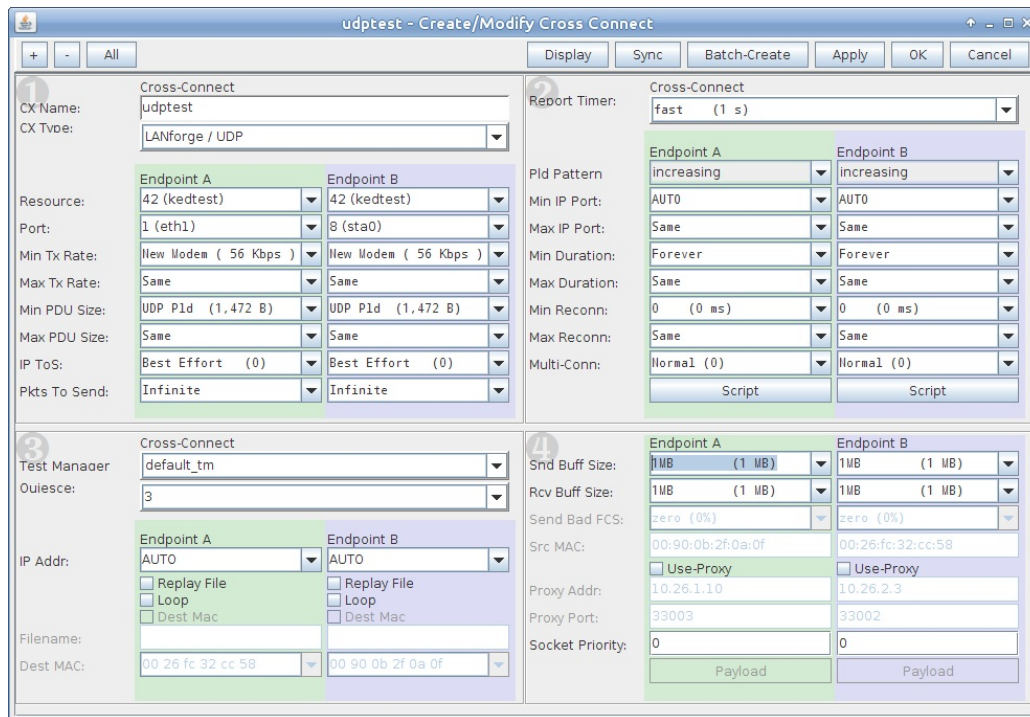 udptest - Create/Modify Cross Connect
+ - All Display Sync Batch-Create Apply OK Cancel
1
Cross-Connect
CX Name: udptest
CX Type: LANforge / UDP
Endpoint A Endpoint B
Resource: 42 (kedtest) 42 (kedtest)
Port: 1 (eth1) 8 (sta0)
Min Tx Rate: New Modem ( 56 Kbps ) New Modem ( 56 Kbps )
Max Tx Rate: Same Same
Min PDU Size: UDP Pld (1,472 B) UDP Pld (1,472 B)
Max PDU Size: Same Same
IP ToS: Best Effort (0) Best Effort (0)
Pkts To Send: Infinite Infinite
2
Cross-Connect
Report Timer: fast (1 s)
Endpoint A Endpoint B
Pld Pattern increasing increasing
Min IP Port: AUTO AUTO
Max IP Port: Same Same
Min Duration: Forever Forever
Max Duration: Same Same
Min Reconn: 0 (0 ms) 0 (0 ms)
Max Reconn: Same Same
Multi-Conn: Normal (0) Normal (0)
Script Script
3
Cross-Connect
Test Manager default_tm
Quiesce: 3
Endpoint A Endpoint B
IP Addr: AUTO AUTO
Replay File Replay File
Loop Loop
Dest Mac Dest Mac
Filename:
Dest MAC: 00 26 fc 32 cc 58 00 90 0b 2f 0a 0f
4
Endpoint A Endpoint B
Snd Buff Size: 1MB (1 MB) 1MB (1 MB)
Rcv Buff Size: 1MB (1 MB) 1MB (1 MB)
Send Bad FCS: zero (0%) zero (0%)
Src MAC: 00:90:0b:2f:0a:0f 00:26:fc:32:cc:58
Use-Proxy Use-Proxy
Proxy Addr: 10.26.1.10 10.26.2.3
Proxy Port: 33003 33002
Socket Priority: 0 0
Payload Payload